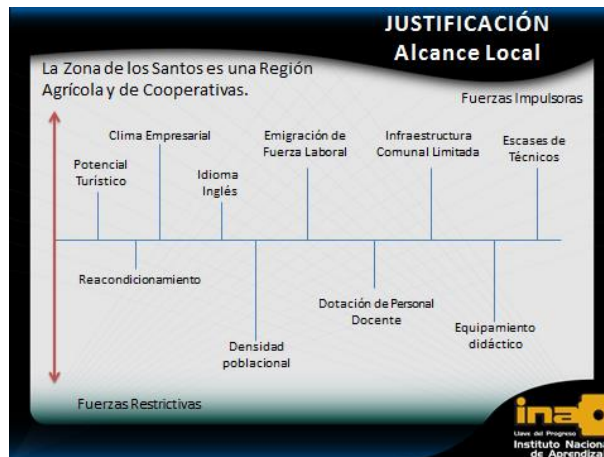 JUSTIFICACIÓN
Alcance Local
La Zona de los Santos es una Región
Agrícola y de Cooperativas.
Fuerzas Impulsoras
Clima Empresarial
Emigración de
Fuerza Laboral
Infraestructura
Comunal Limitada
Escases de
Técnicos
Potencial
Turístico
Idioma
Inglés
Reacondicionamiento
Dotación de Personal
Docente
Densidad
poblacional
Equipamiento
didáctico
Fuerzas Restrictivas
ina
Llave del Progreso
Instituto Naciona
de Aprendiza